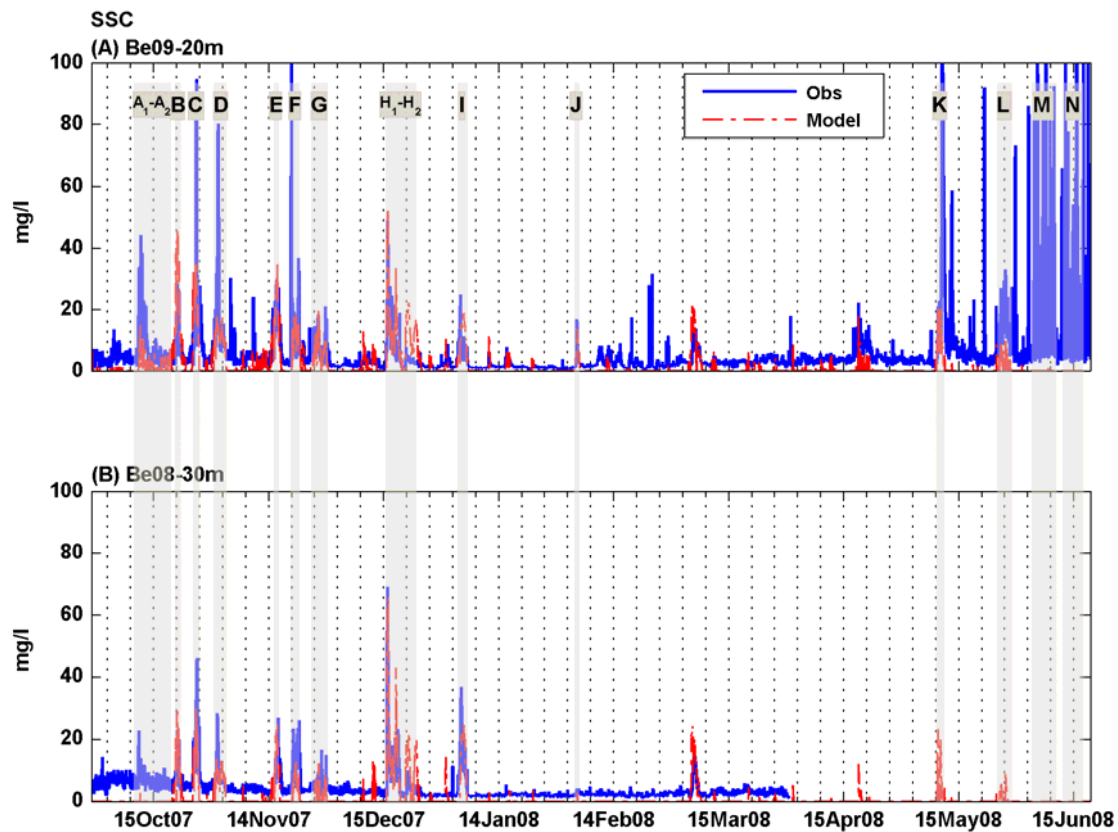 SSC
(A) Be09-20m
100
80
60
40
20
0
mg/l
A1-A2 B C D E F G H1-H2 I J K L M N
Obs
Model
(B) Be08-30m
100
80
60
40
20
0
mg/l
15Oct07 14Nov07 15Dec07 14Jan08 14Feb08 15Mar08 15Apr08 15May08 15Jun08